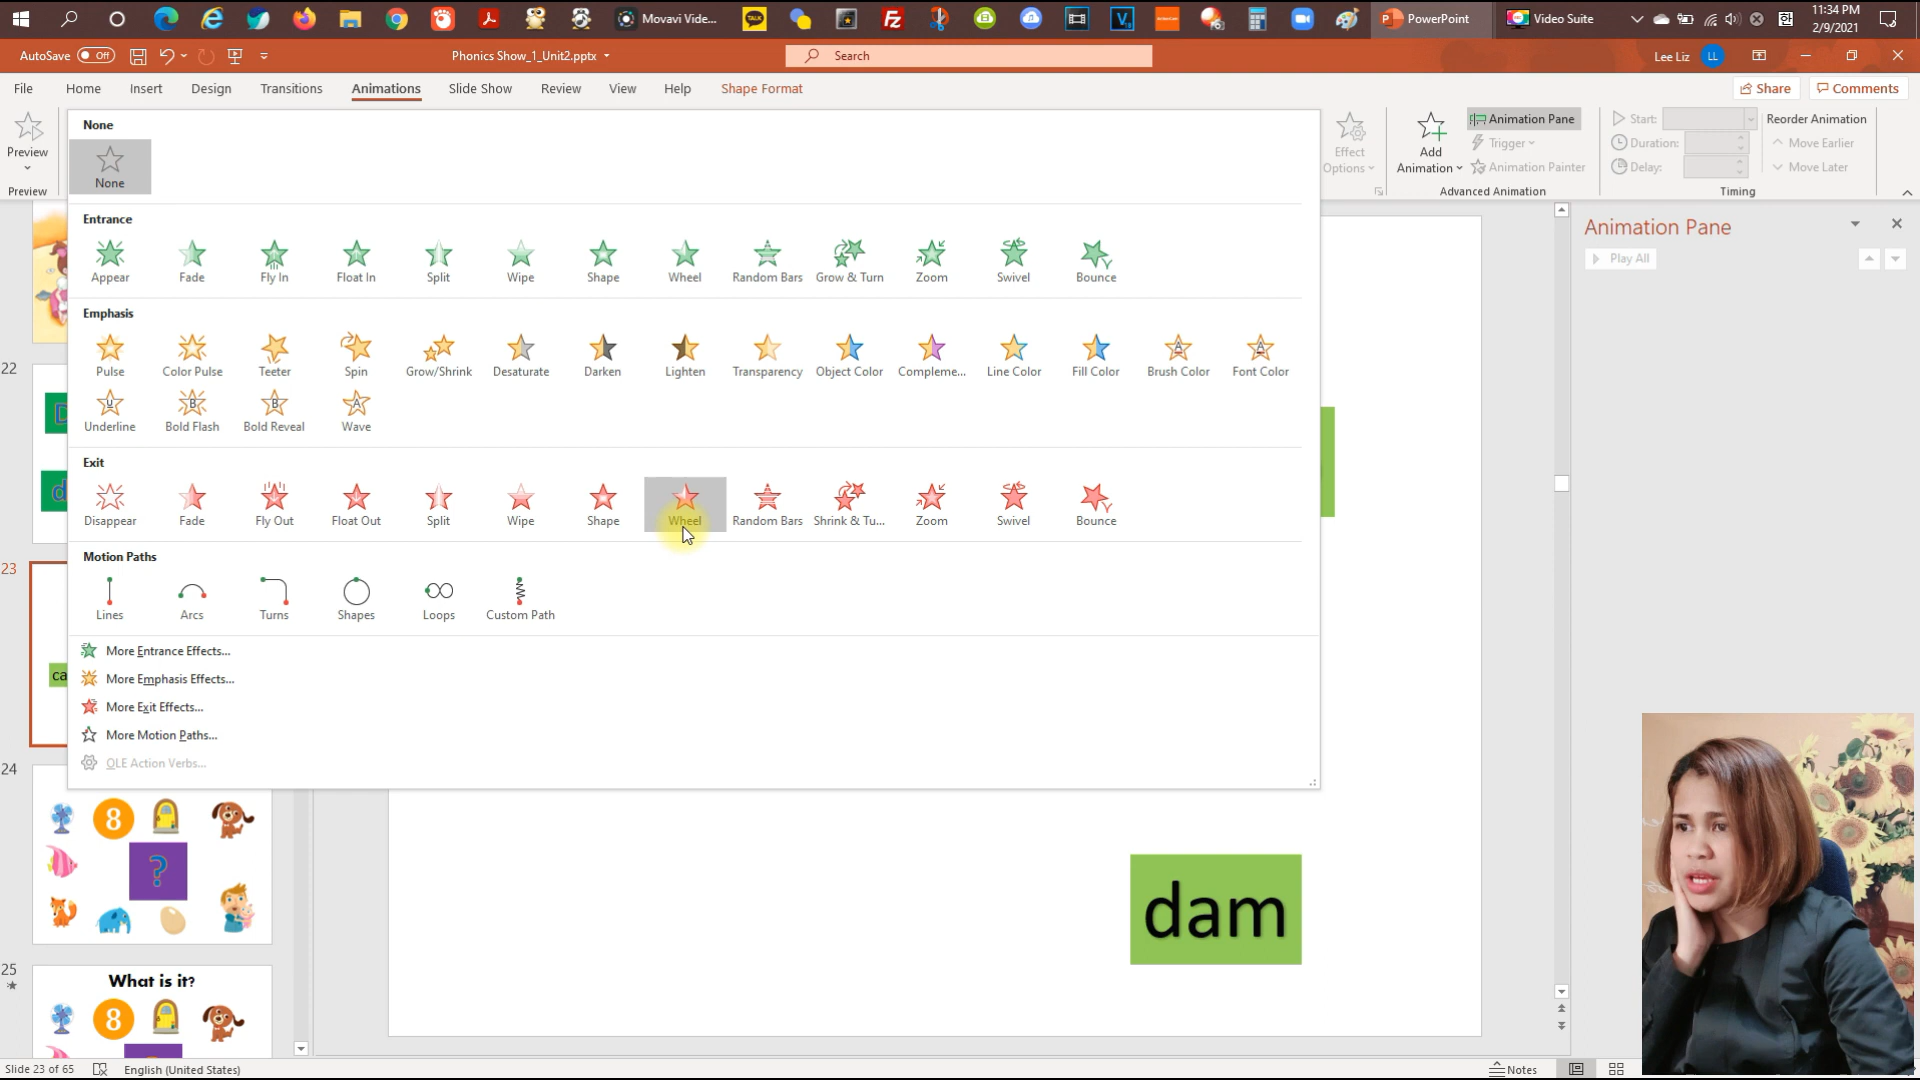 Movavi Vide...
TALK
PowerPoint
Video Suite
한
11:34 PM
2/9/2021
AutoSave Off
Phonics Show_1_Unit2.pptx
Search
Lee Liz LL
File Home Insert Design Transitions Animations Slide Show Review View Help Shape Format
Share Comments
Preview
Preview
None
None
Effect Options
Add Animation
Animation Pane
Trigger
Animation Painter
Advanced Animation
Start:
Duration:
Delay:
Reorder Animation
Move Earlier
Move Later
Timing
Entrance
Appear Fade Fly In Float In Split Wipe Shape Wheel Random Bars Grow & Turn Zoom Swivel Bounce
Emphasis
Pulse Color Pulse Teeter Spin Grow/Shrink Desaturate Darken Lighten Transparency Object Color Compleme... Line Color Fill Color Brush Color Font Color
Underline Bold Flash Bold Reveal Wave
Exit
Disappear Fade Fly Out Float Out Split Wipe Shape Wheel Random Bars Shrink & Tu... Zoom Swivel Bounce
Motion Paths
Lines Arcs Turns Shapes Loops Custom Path
More Entrance Effects...
More Emphasis Effects...
More Exit Effects...
More Motion Paths...
OLE Action Verbs...
Animation Pane
Play All
22
D
d
23
ca
24
8
?
25
What is it?
8
dam
Slide 23 of 65
English (United States)
Notes